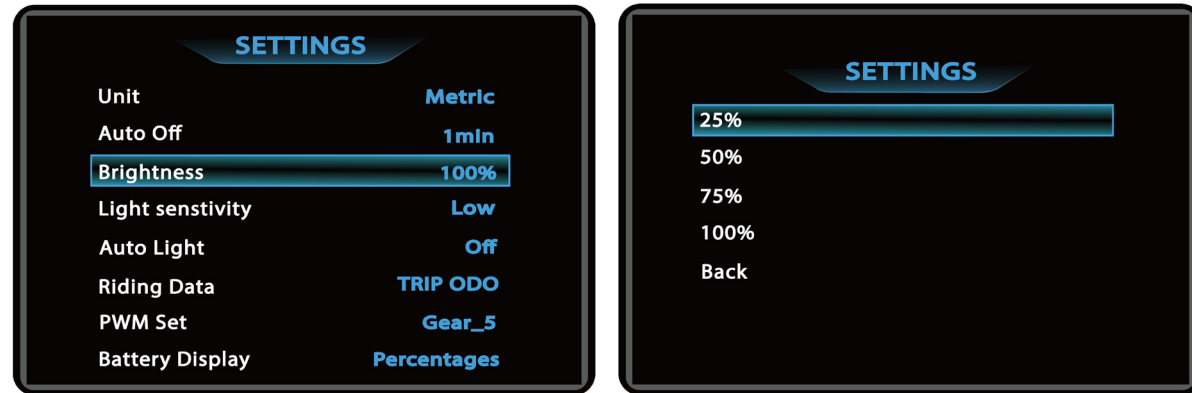 SETTINGS
Unit Metric
Auto Off 1min
Brightness 100%
Light senstivity Low
Auto Light Off
Riding Data TRIP ODO
PWM Set Gear_5
Battery Display Percentages
SETTINGS
25%
50%
75%
100%
Back